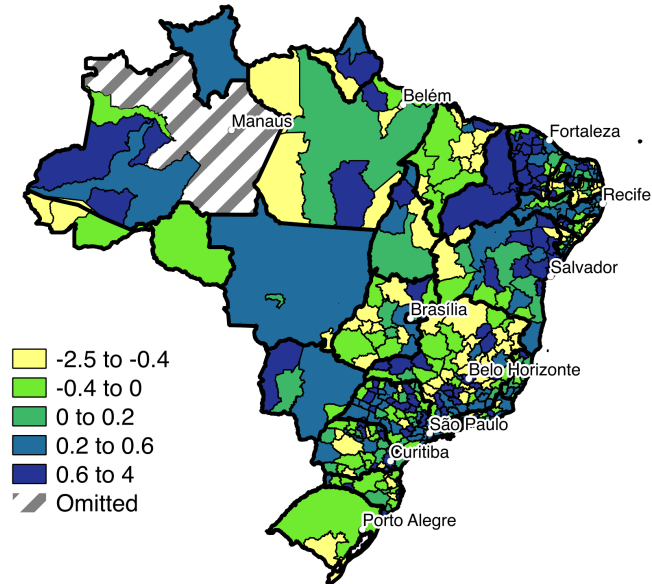 Manaus
Belém
Fortaleza
Recife
Salvador
Brasília
Belo Horizonte
São Paulo
Curitiba
Porto Alegre
-2.5 to -0.4
-0.4 to 0
0 to 0.2
0.2 to 0.6
0.6 to 4
Omitted